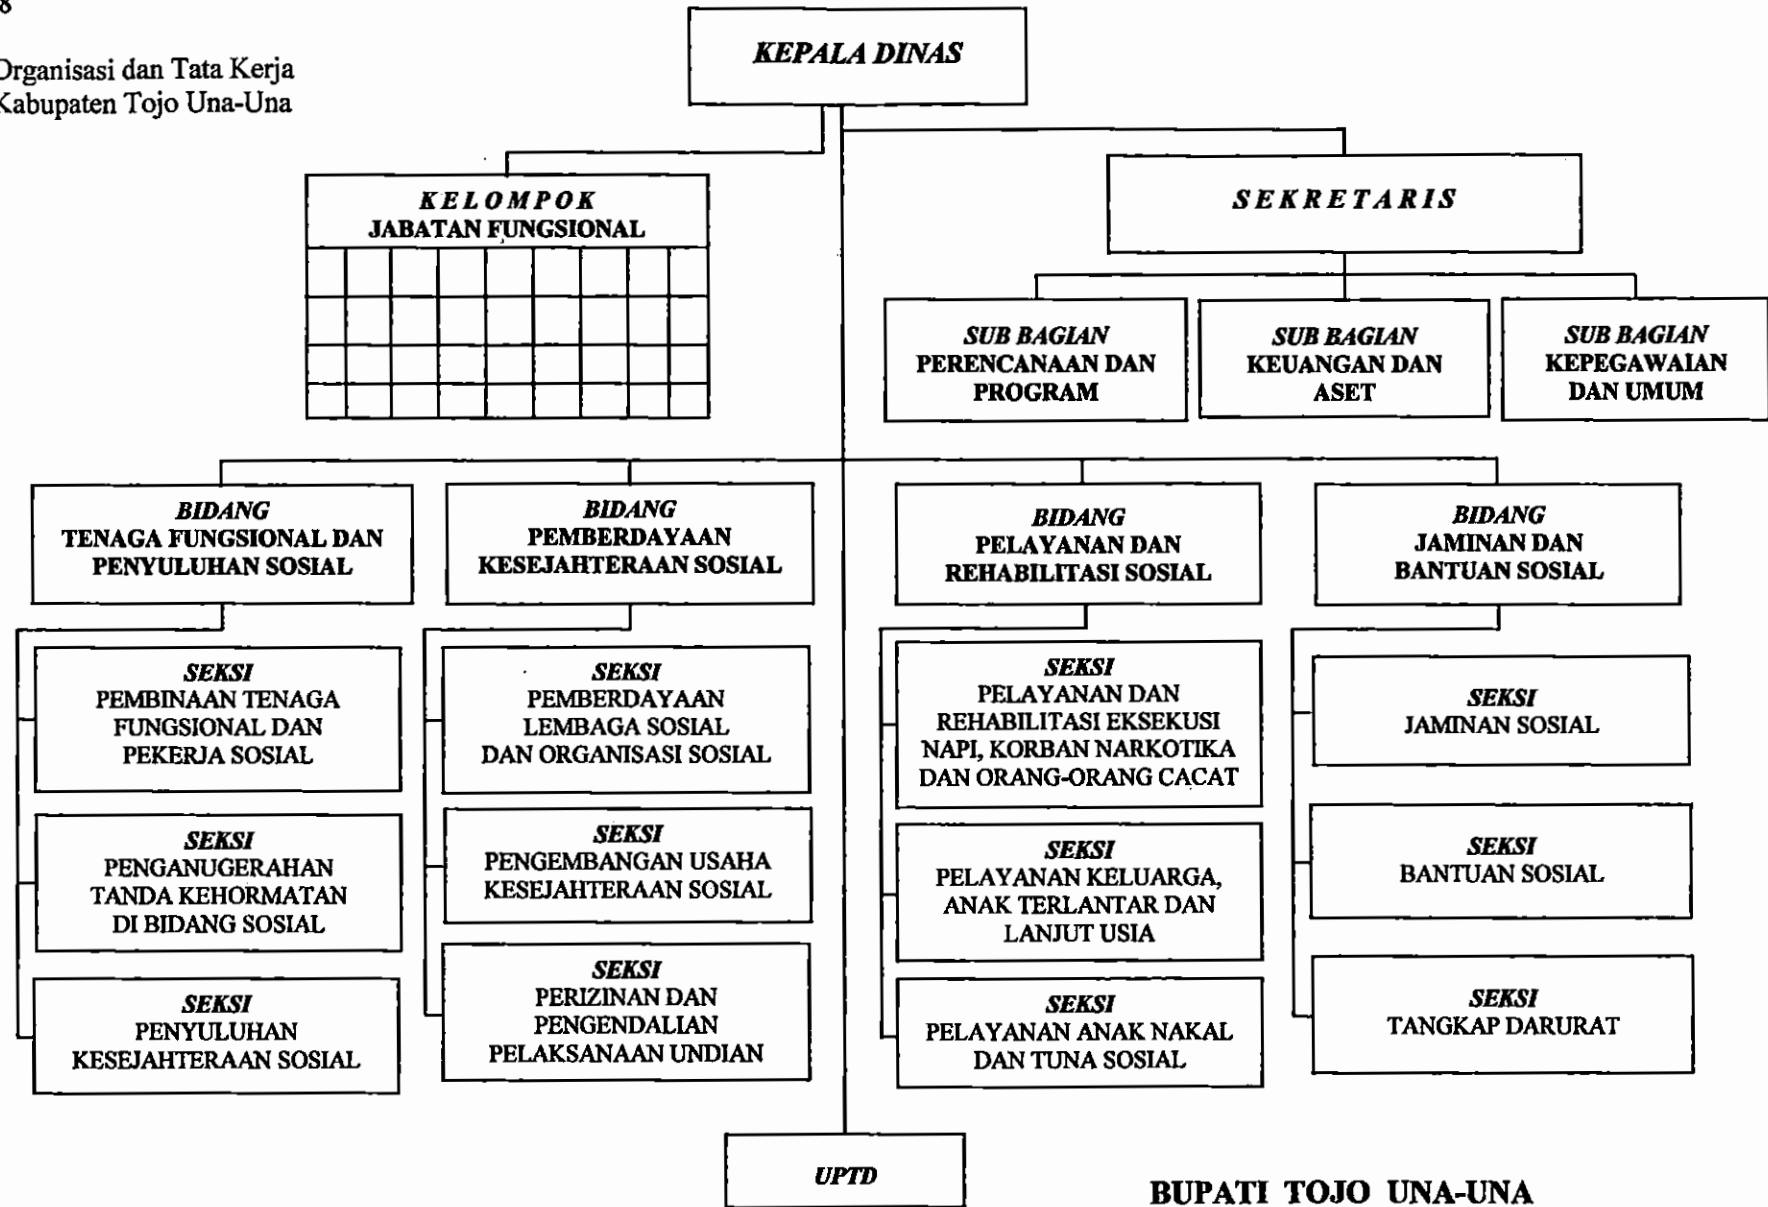 8
Organisasi dan Tata Kerja
Kabupaten Tojo Una-Una
KEPALA DINAS
KELOMPOK
JABATAN FUNGSIONAL
SEKRETARIS
SUB BAGIAN
PERENCANAAN DAN
PROGRAM
SUB BAGIAN
KEUANGAN DAN
ASET
SUB BAGIAN
KEPEGAWAIAN
DAN UMUM
BIDANG
TENAGA FUNGSIONAL DAN
PENYULUHAN SOSIAL
BIDANG
PEMBERDAYAAN
KESEJAHTERAAN SOSIAL
BIDANG
PELAYANAN DAN
REHABILITASI SOSIAL
BIDANG
JAMINAN DAN
BANTUAN SOSIAL
SEKSI
PEMBINAAN TENAGA
FUNGSIONAL DAN
PEKERJA SOSIAL
SEKSI
PENGANUGERAHAN
TANDA KEHORMATAN
DI BIDANG SOSIAL
SEKSI
PENYULUHAN
KESEJAHTERAAN SOSIAL
SEKSI
PEMBERDAYAAN
LEMBAGA SOSIAL
DAN ORGANISASI SOSIAL
SEKSI
PENGEMBANGAN USAHA
KESEJAHTERAAN SOSIAL
SEKSI
PERIZINAN DAN
PENGENDALIAN
PELAKSANAAN UNDIAN
SEKSI
PELAYANAN DAN
REHABILITASI EKSEKUSI
NAPI, KORBAN NARKOTIKA
DAN ORANG-ORANG CACAT
SEKSI
PELAYANAN KELUARGA,
ANAK TERLANTAR DAN
LANJUT USIA
SEKSI
PELAYANAN ANAK NAKAL
DAN TUNA SOSIAL
SEKSI
JAMINAN SOSIAL
SEKSI
BANTUAN SOSIAL
SEKSI
TANGKAP DARURAT
UPTD
BUPATI TOJO UNA-UNA